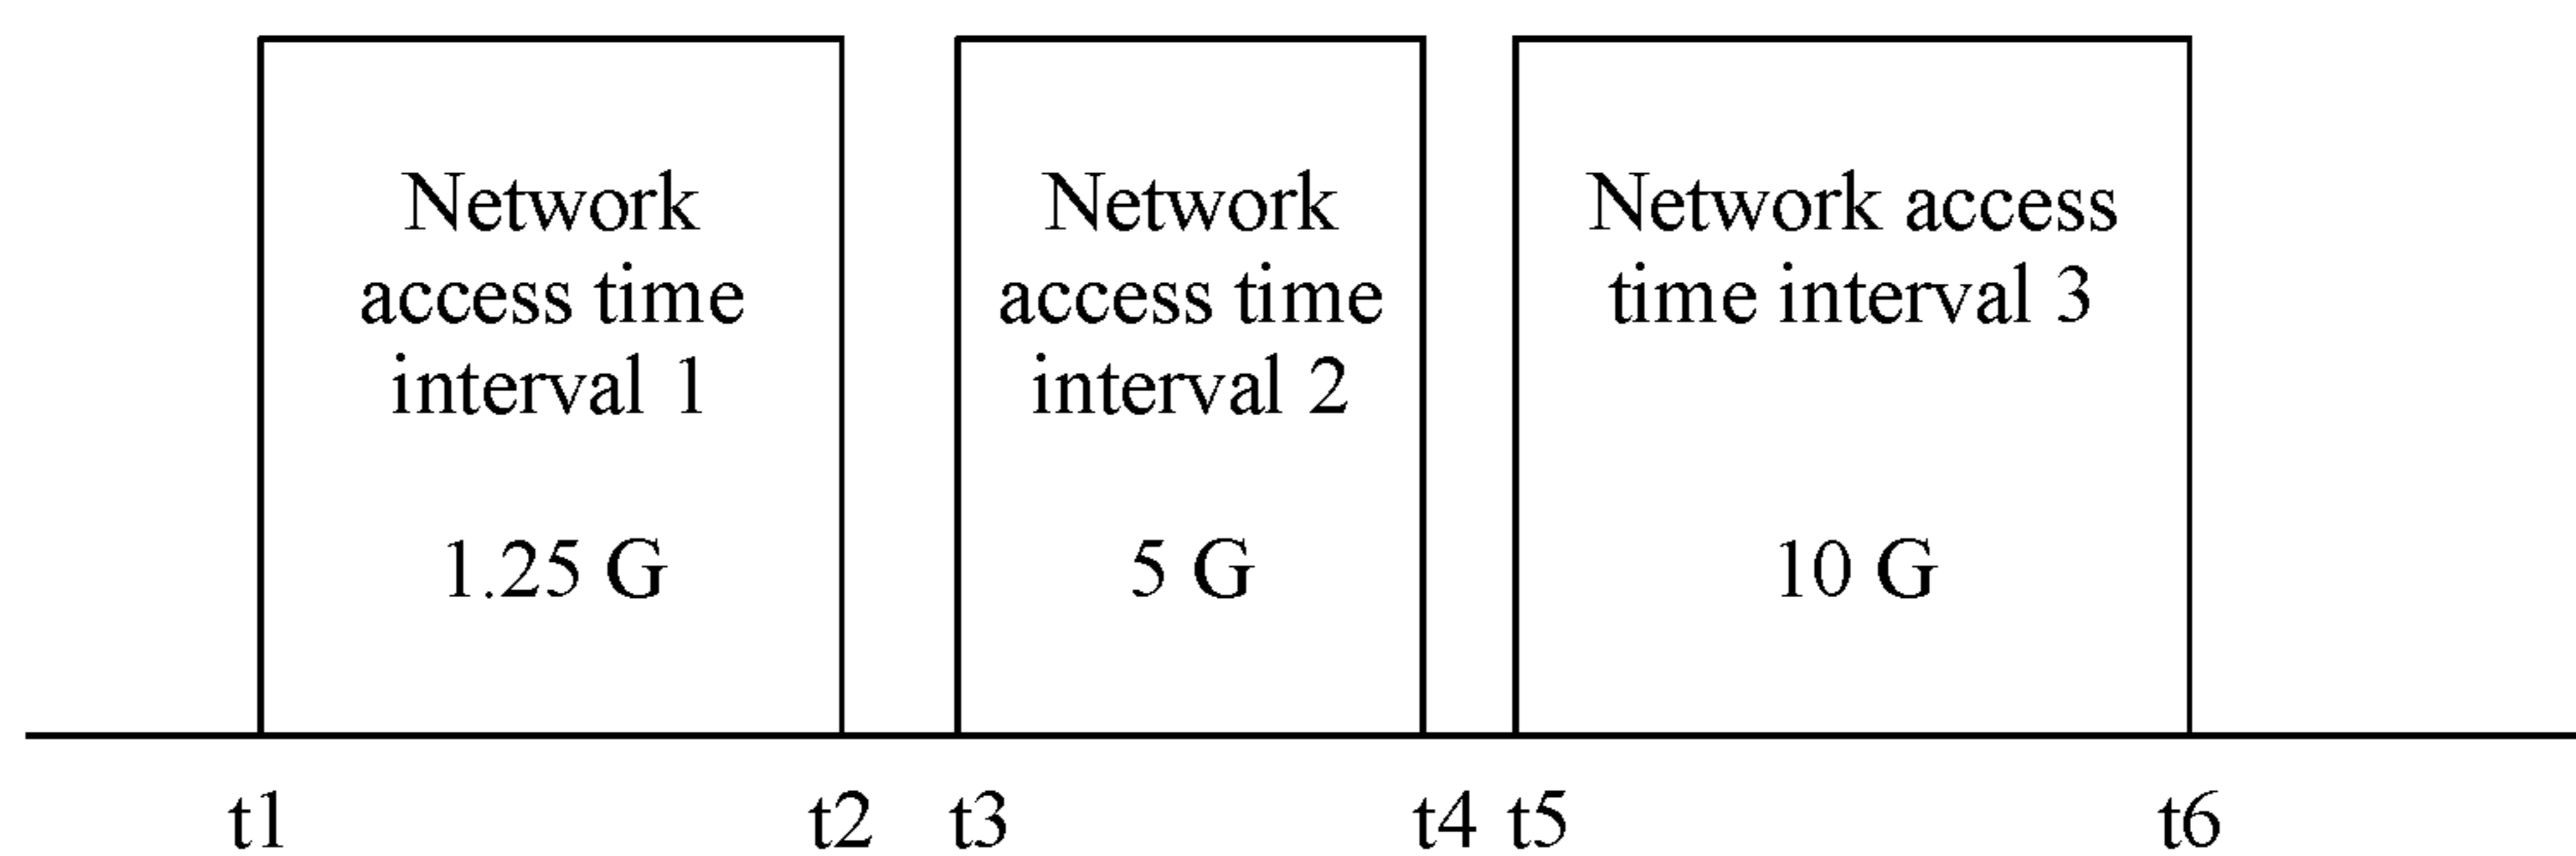 Network
access time
interval 1
1.25 G
Network
access time
interval 2
5 G
Network access
time interval 3
10 G
t1
t2
t3
t4
t5
t6